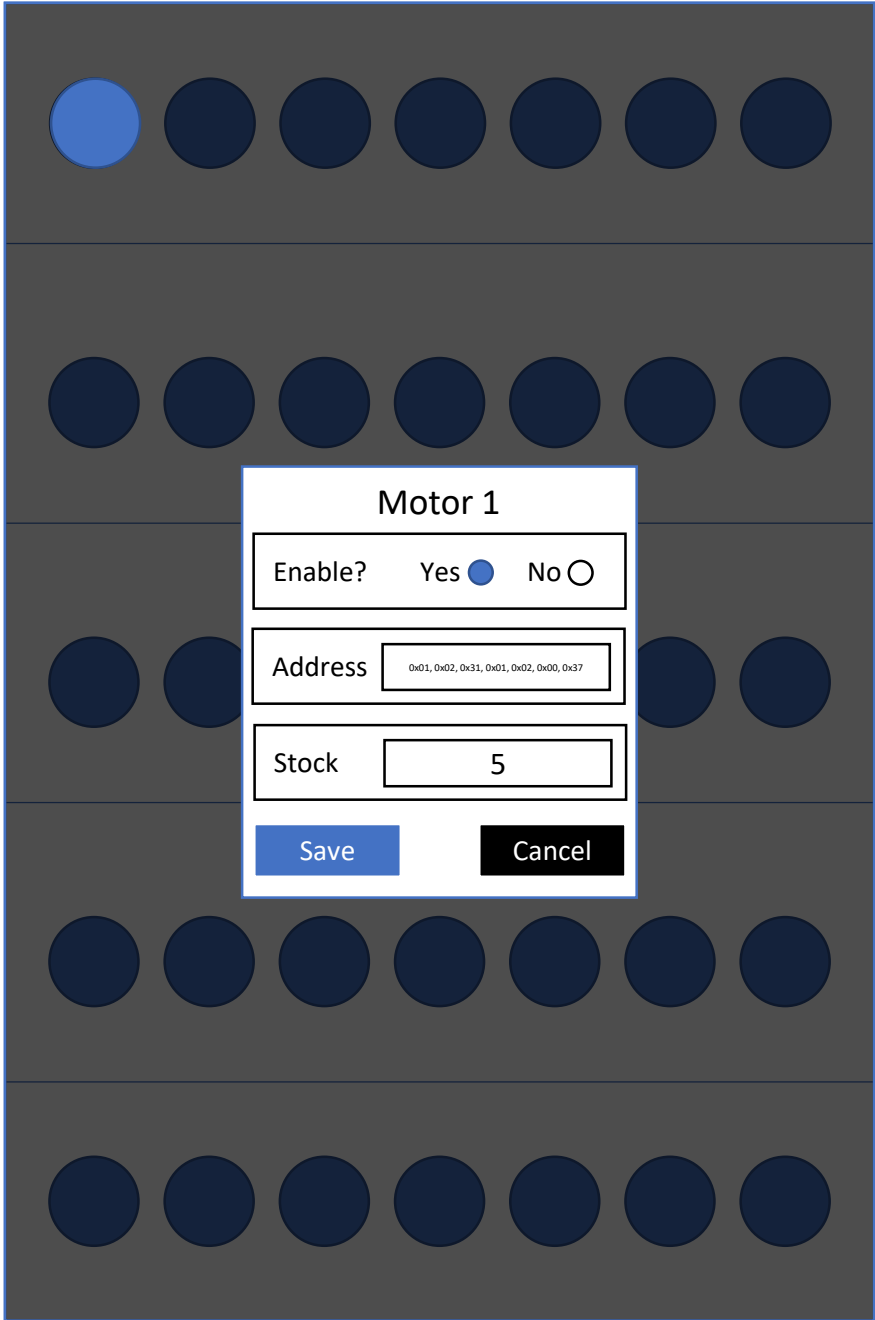 Motor 1
Enable? Yes No
Address 0x01, 0x02, 0x31, 0x01, 0x02, 0x00, 0x37
Stock 5
Save Cancel